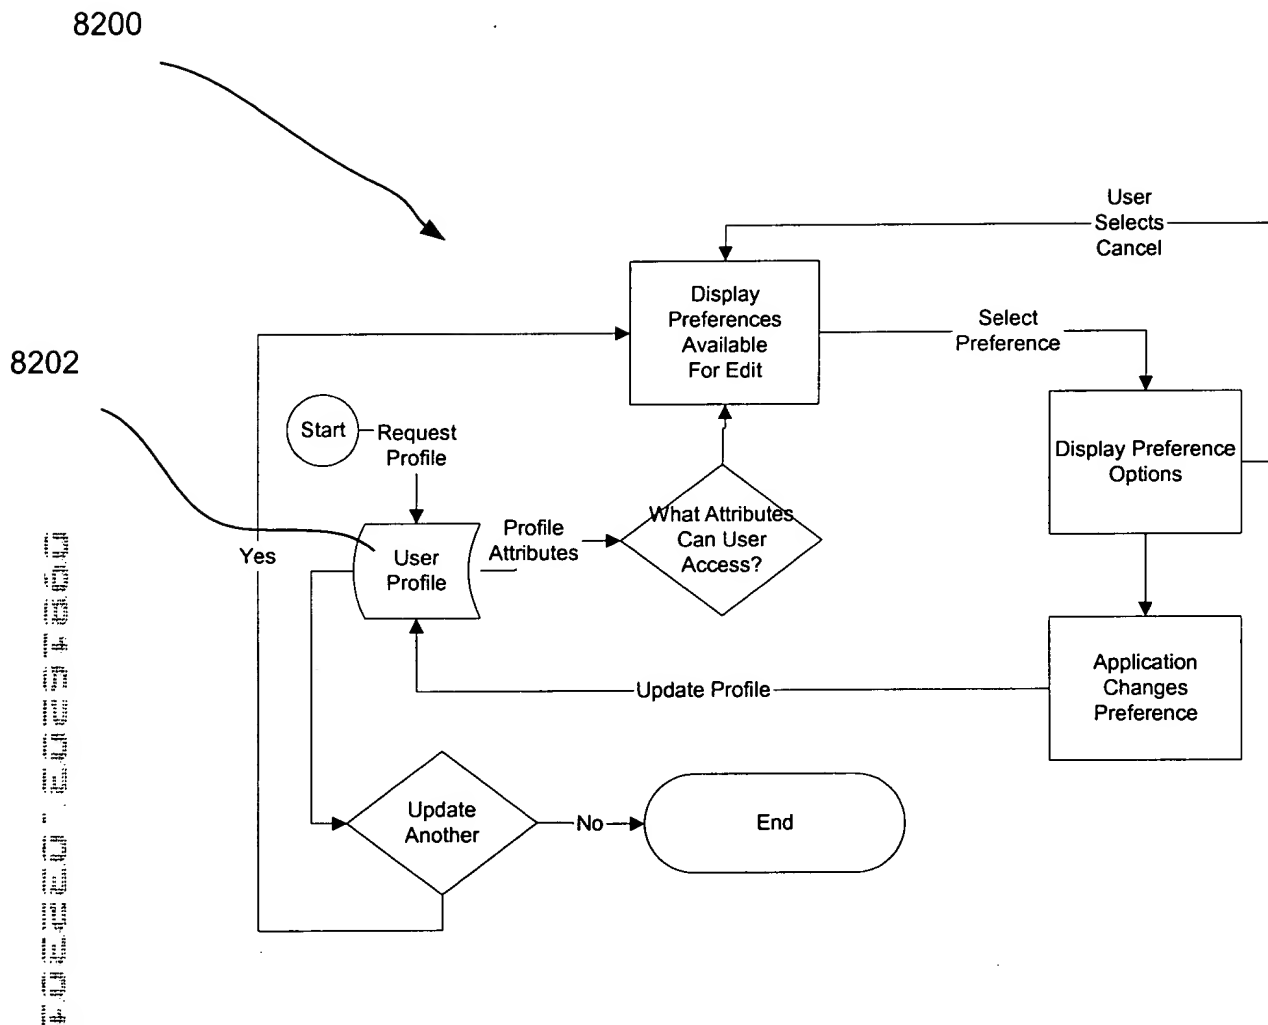 8200
User
Selects
Cancel
Display
Preferences
Available
For Edit
Select
Preference
8202
Start
Request
Profile
Display Preference
Options
What Attributes
Can User
Access?
Profile
Attributes
User
Profile
Yes
Application
Changes
Preference
Update Profile
Update
Another
No
End